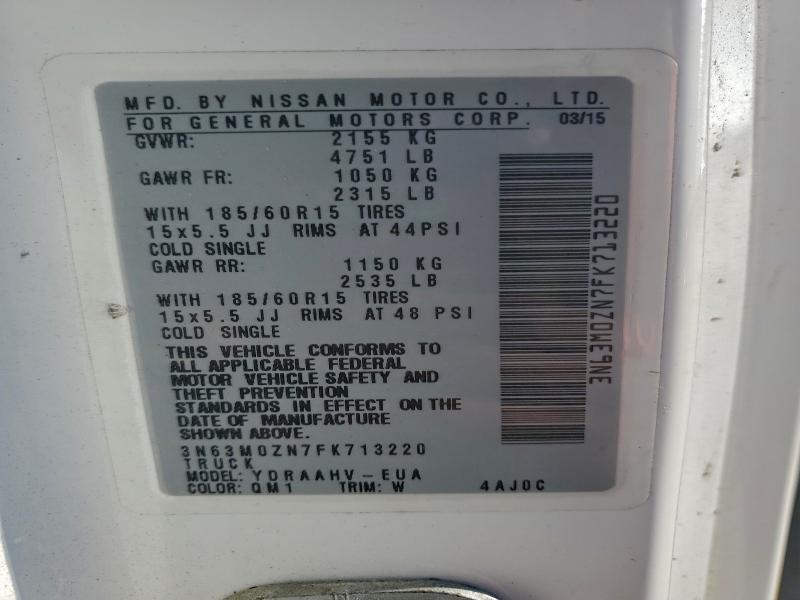 MFD. BY NISSAN MOTOR CO., LTD.
FOR GENERAL MOTORS CORP. 03/15
GVWR: 2155 KG
4751 LB
GAWR FR: 1050 KG
2315 LB
WITH 185/60R15 TIRES
15x5.5 JJ RIMS AT 44PSI
COLD SINGLE
GAWR RR: 1150 KG
2535 LB
WITH 185/60R15 TIRES
15x5.5 JJ RIMS AT 48 PSI
COLD SINGLE
THIS VEHICLE CONFORMS TO
ALL APPLICABLE FEDERAL
MOTOR VEHICLE SAFETY AND
THEFT PREVENTION
STANDARDS IN EFFECT ON THE
DATE OF MANUFACTURE
SHOWN ABOVE.
3N63M0ZN7FK713220
TRUCK
MODEL: YDRAAHV-EUA
COLOR: QM1 TRIM: W 4AJ0C
3N63M0ZN7FK713220